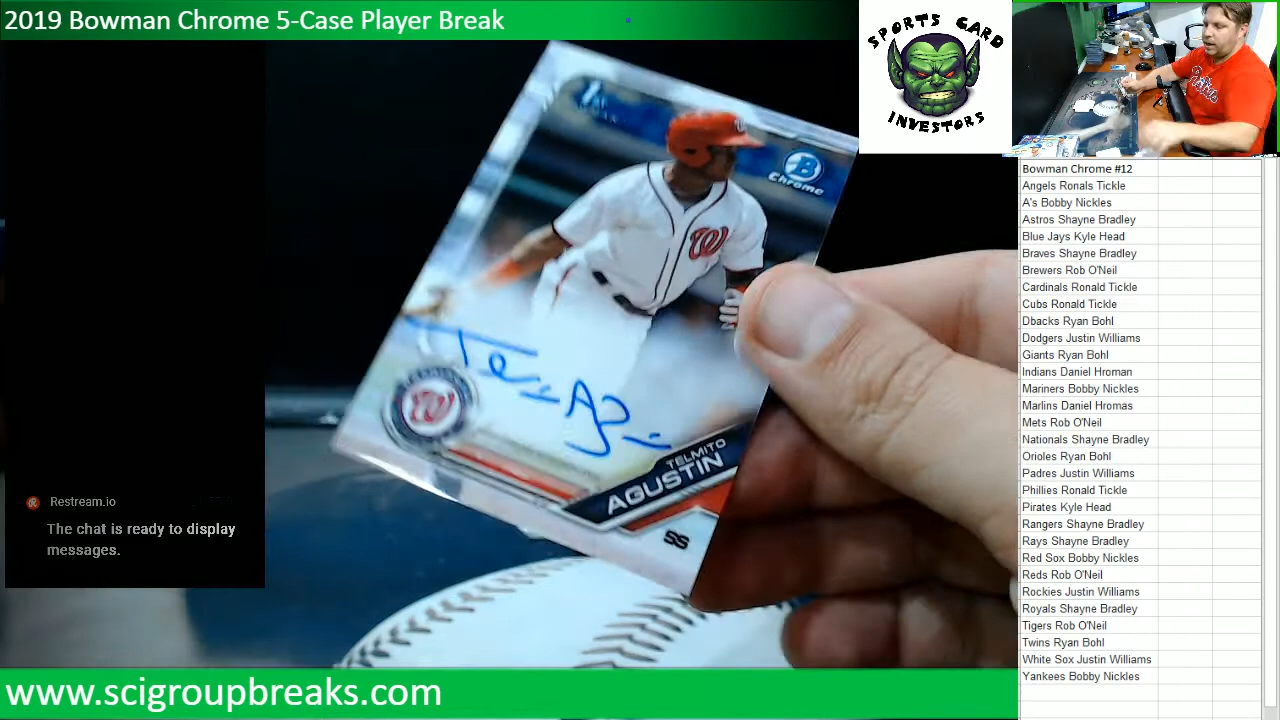 2019 Bowman Chrome 5-Case Player Break
SPORTS CARD
INVESTORS
1st
B
Chrome
W
TELMITO
AGUSTIN
SS
Restream.io
The chat is ready to display
messages.
Bowman Chrome #12
Angels Ronals Tickle
A's Bobby Nickles
Astros Shayne Bradley
Blue Jays Kyle Head
Braves Shayne Bradley
Brewers Rob O'Neil
Cardinals Ronald Tickle
Cubs Ronald Tickle
Dbacks Ryan Bohl
Dodgers Justin Williams
Giants Ryan Bohl
Indians Daniel Hroman
Mariners Bobby Nickles
Marlins Daniel Hromas
Mets Rob O'Neil
Nationals Shayne Bradley
Orioles Ryan Bohl
Padres Justin Williams
Phillies Ronald Tickle
Pirates Kyle Head
Rangers Shayne Bradley
Rays Shayne Bradley
Red Sox Bobby Nickles
Reds Rob O'Neil
Rockies Justin Williams
Royals Shayne Bradley
Tigers Rob O'Neil
Twins Ryan Bohl
White Sox Justin Williams
Yankees Bobby Nickles
www.scigroupbreaks.com